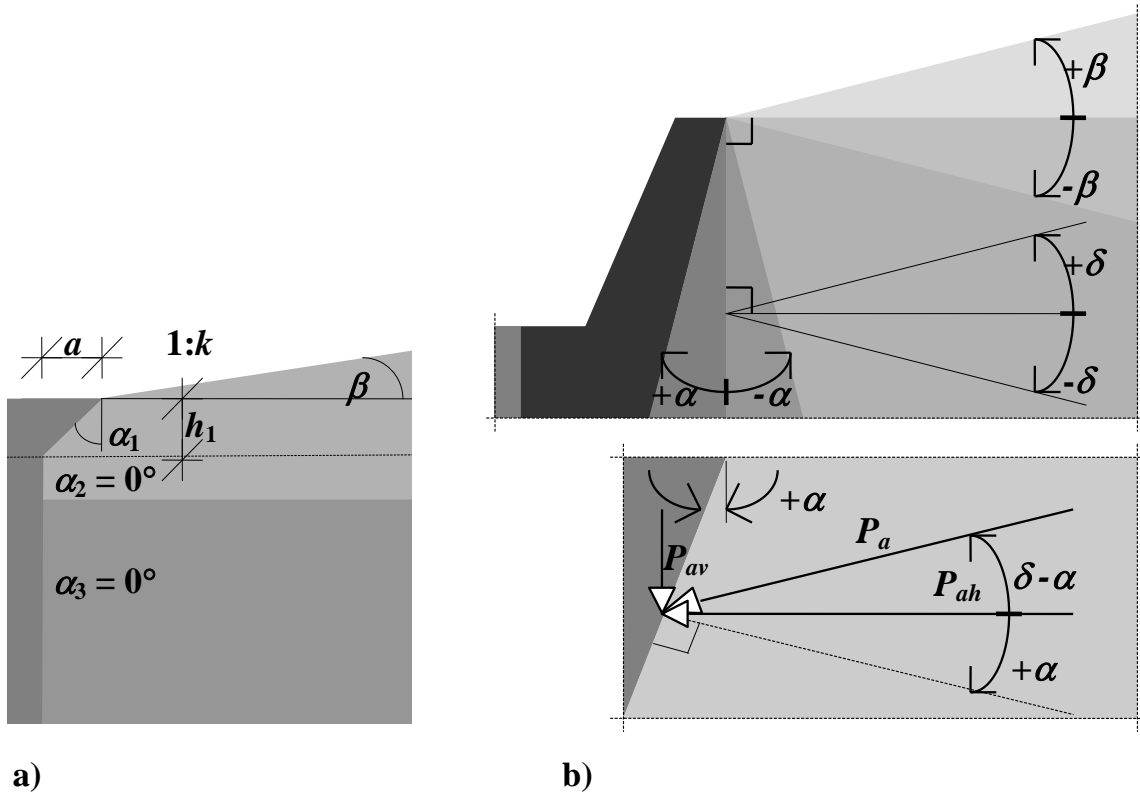 a
1:k
β
α1
h1
α2 = 0°
α3 = 0°
a)
+β
-β
+δ
-δ
+α
-α
+α
Pa
Pav
Pah
δ-α
+α
b)